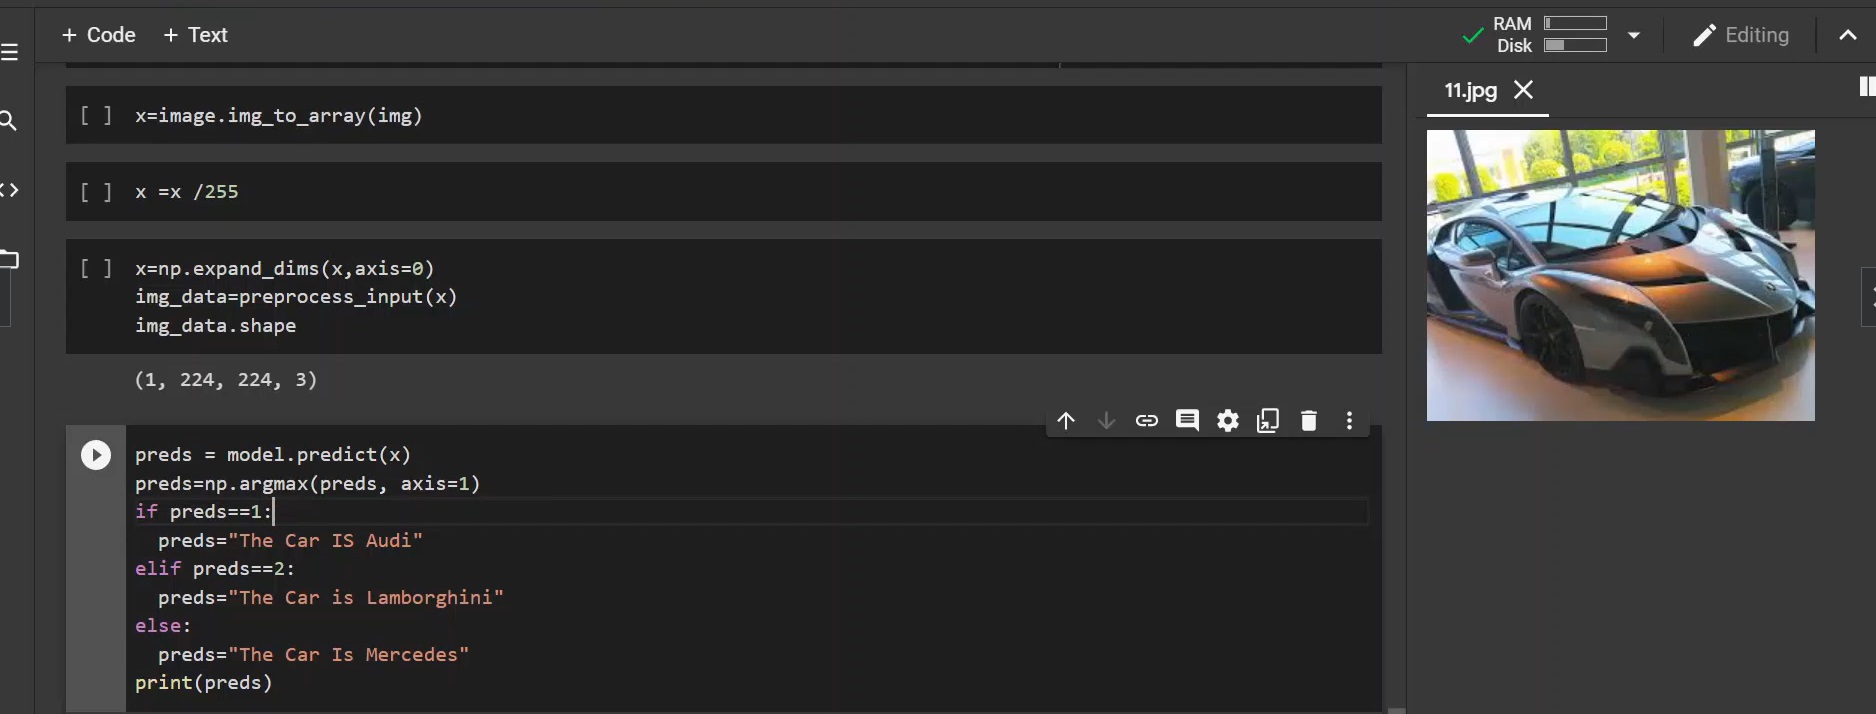 + Code + Text
RAM
Disk
Editing
[ ] x=image.img_to_array(img)
[ ] x =x /255
[ ] x=np.expand_dims(x,axis=0)
img_data=preprocess_input(x)
img_data.shape
(1, 224, 224, 3)
preds = model.predict(x)
preds=np.argmax(preds, axis=1)
if preds==1:
preds="The Car IS Audi"
elif preds==2:
preds="The Car is Lamborghini"
else:
preds="The Car Is Mercedes"
print(preds)
11.jpg